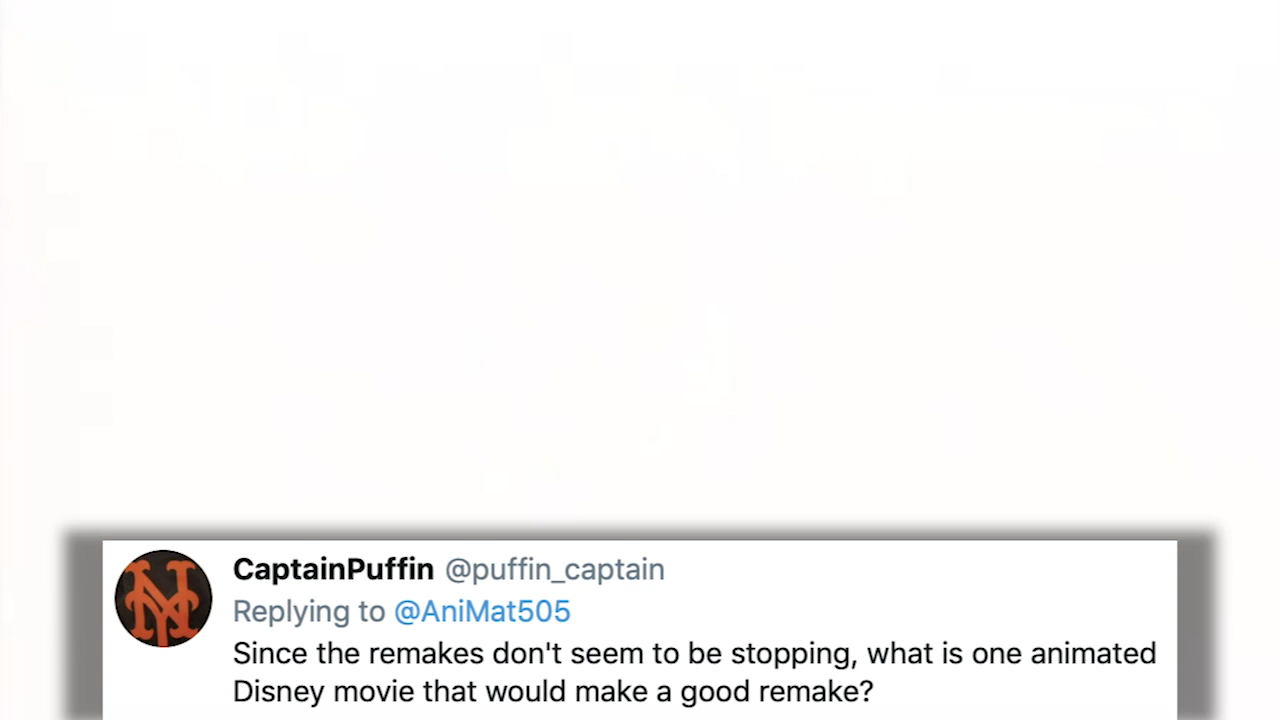 CaptainPuffin @puffin_captain
Replying to @AniMat505
Since the remakes don't seem to be stopping, what is one animated
Disney movie that would make a good remake?